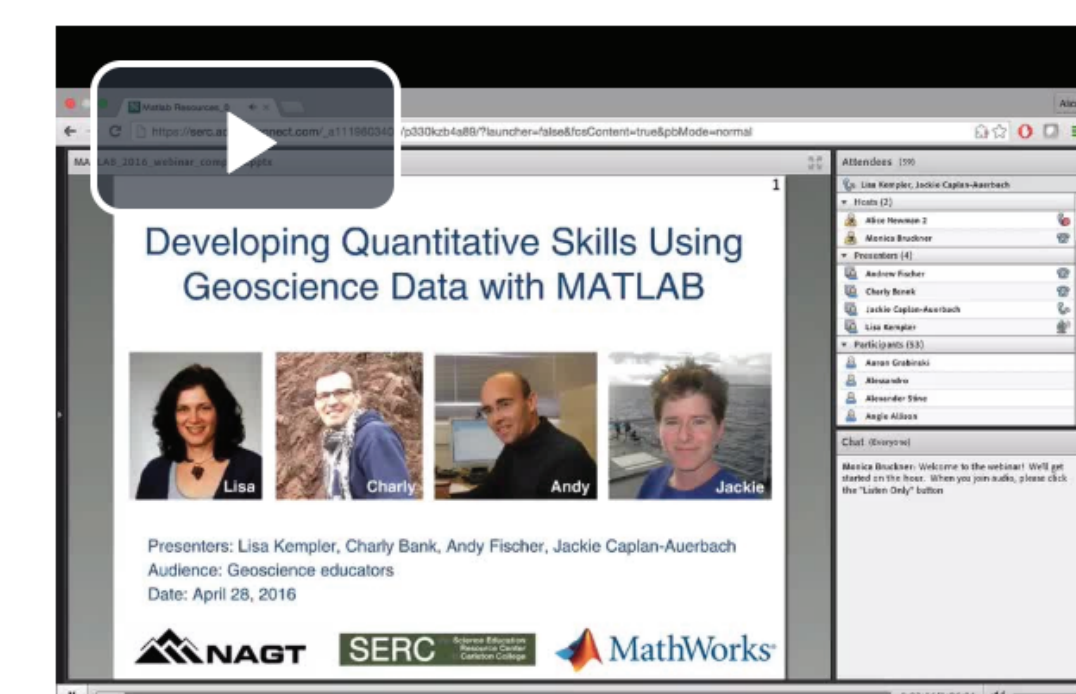 Matlab Resources_0
Alice
/p330kzb4a89/?launcher=false&fcsContent=true&pbMode=normal
1
Developing Quantitative Skills Using
Geoscience Data with MATLAB
Lisa
Charly
Andy
Jackie
Presenters: Lisa Kempler, Charly Bank, Andy Fischer, Jackie Caplan-Auerbach
Audience: Geoscience educators
Date: April 28, 2016
NAGT
SERC
Science Education
Resource Center
Carleton College
MathWorks
Attendees (59)
Lisa Kempler, Jackie Caplan-Auerbach
Hosts (2)
Alice Newman 2
Monica Bruckner
Presenters (4)
Andrew Fischer
Charly Bank
Jackie Caplan-Auerbach
Lisa Kempler
Participants (53)
Aaron Grabinski
Alessandro
Alexander Stine
Angie Allison
Chat (Everyone)
Monica Bruckner: Welcome to the webinar! We'll get
started on the hour. When you join audio, please click
the "Listen Only" button